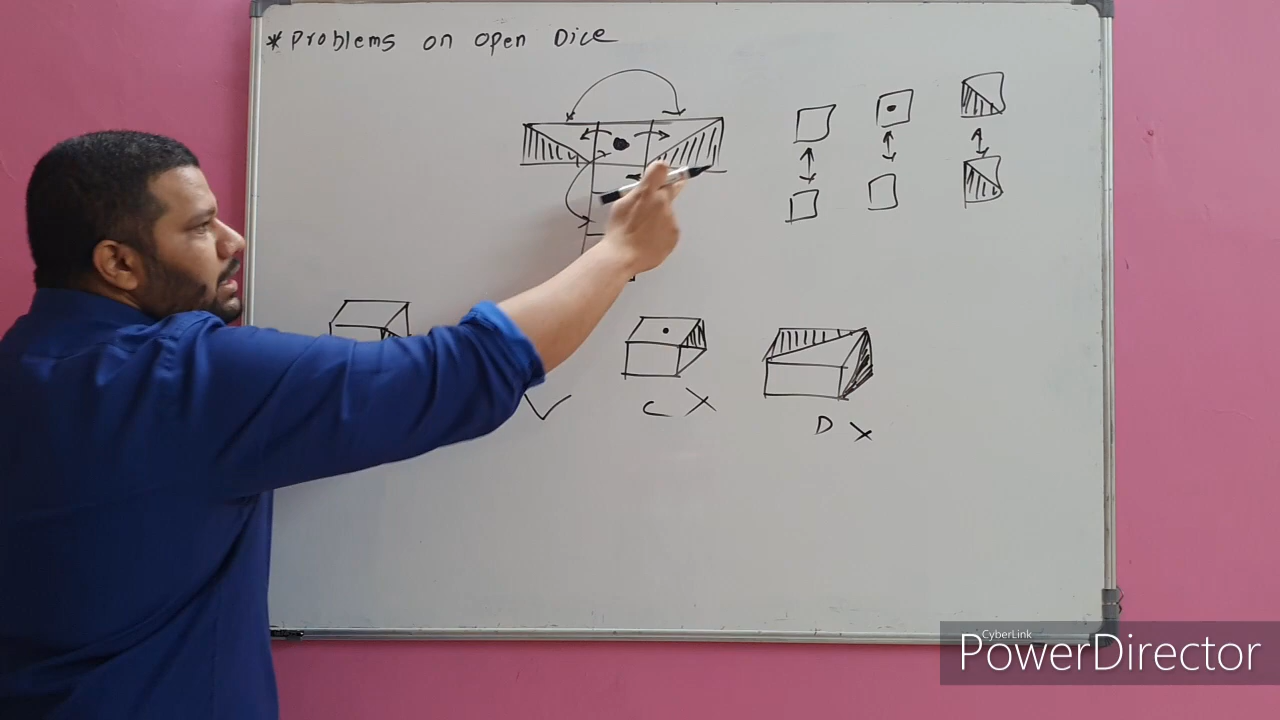 * Problems on open Dice
C X
D X
CyberLink
PowerDirector